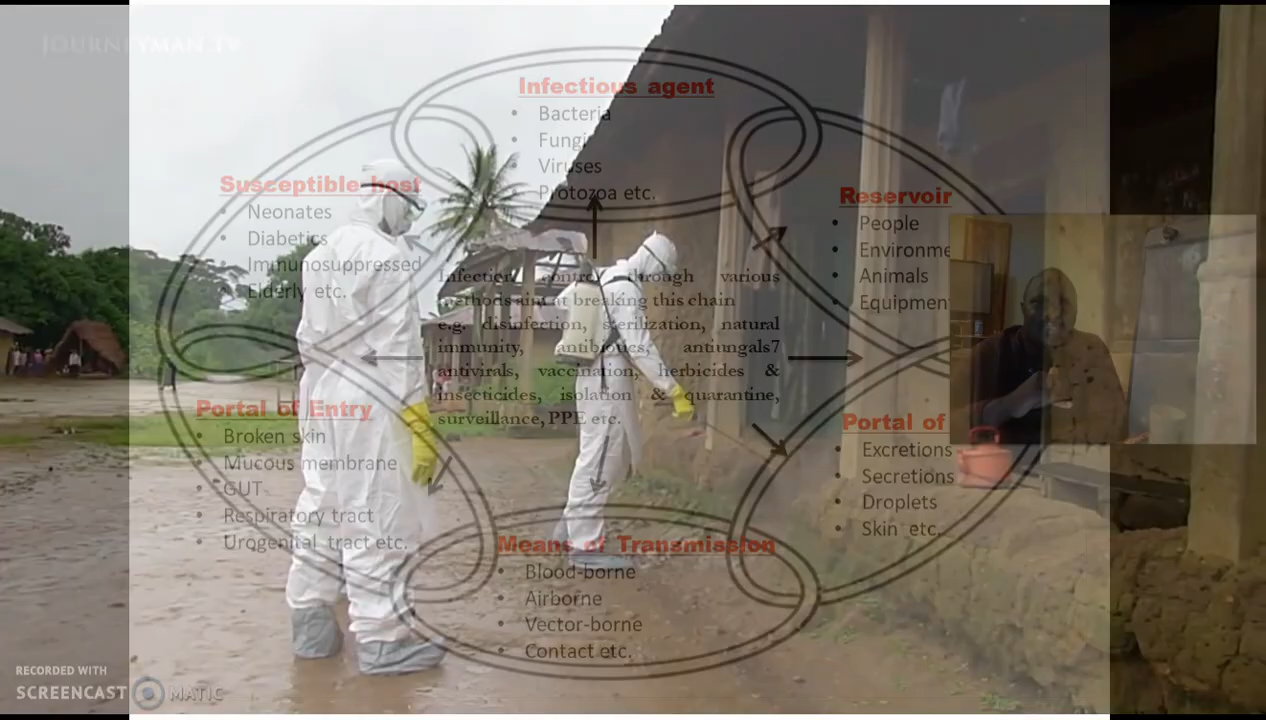 JOURNEYMAN.TV
Infectious agent
• Bacteria
• Fungi
• Viruses
• Protozoa etc.
Susceptible host
• Neonates
• Diabetics
• Immunosuppressed
• Elderly etc.
Reservoir
• People
• Environme
• Animals
• Equipmen
Infection control through various
methods aim at breaking this chain
e.g. disinfection, sterilization, natural
immunity, antibiotics, antiungals7
antivirals, vaccination, herbicides &
insecticides, isolation & quarantine,
surveillance, PPE etc.
Portal of Entry
• Broken skin
• Mucous membrane
• GUT
• Respiratory tract
• Urogenital tract etc.
Portal of
• Excretions
• Secretions
• Droplets
• Skin etc.
Means of Transmission
• Blood-borne
• Airborne
• Vector-borne
• Contact etc.
RECORDED WITH
SCREENCAST MATIC